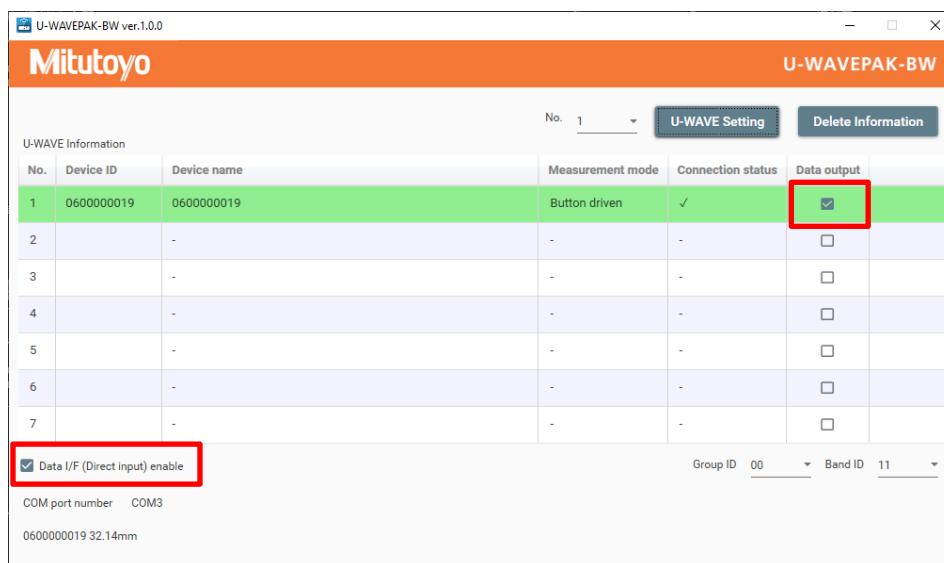 U-WAVEPAK-BW ver.1.0.0
Mitutoyo U-WAVEPAK-BW
No. 1 U-WAVE Setting Delete Information
U-WAVE Information
No. Device ID Device name Measurement mode Connection status Data output
1 0600000019 0600000019 Button driven ✓
2 - - -
3 - - -
4 - - -
5 - - -
6 - - -
7 - - -
Data I/F (Direct input) enable Group ID 00 Band ID 11
COM port number COM3
0600000019 32.14mm